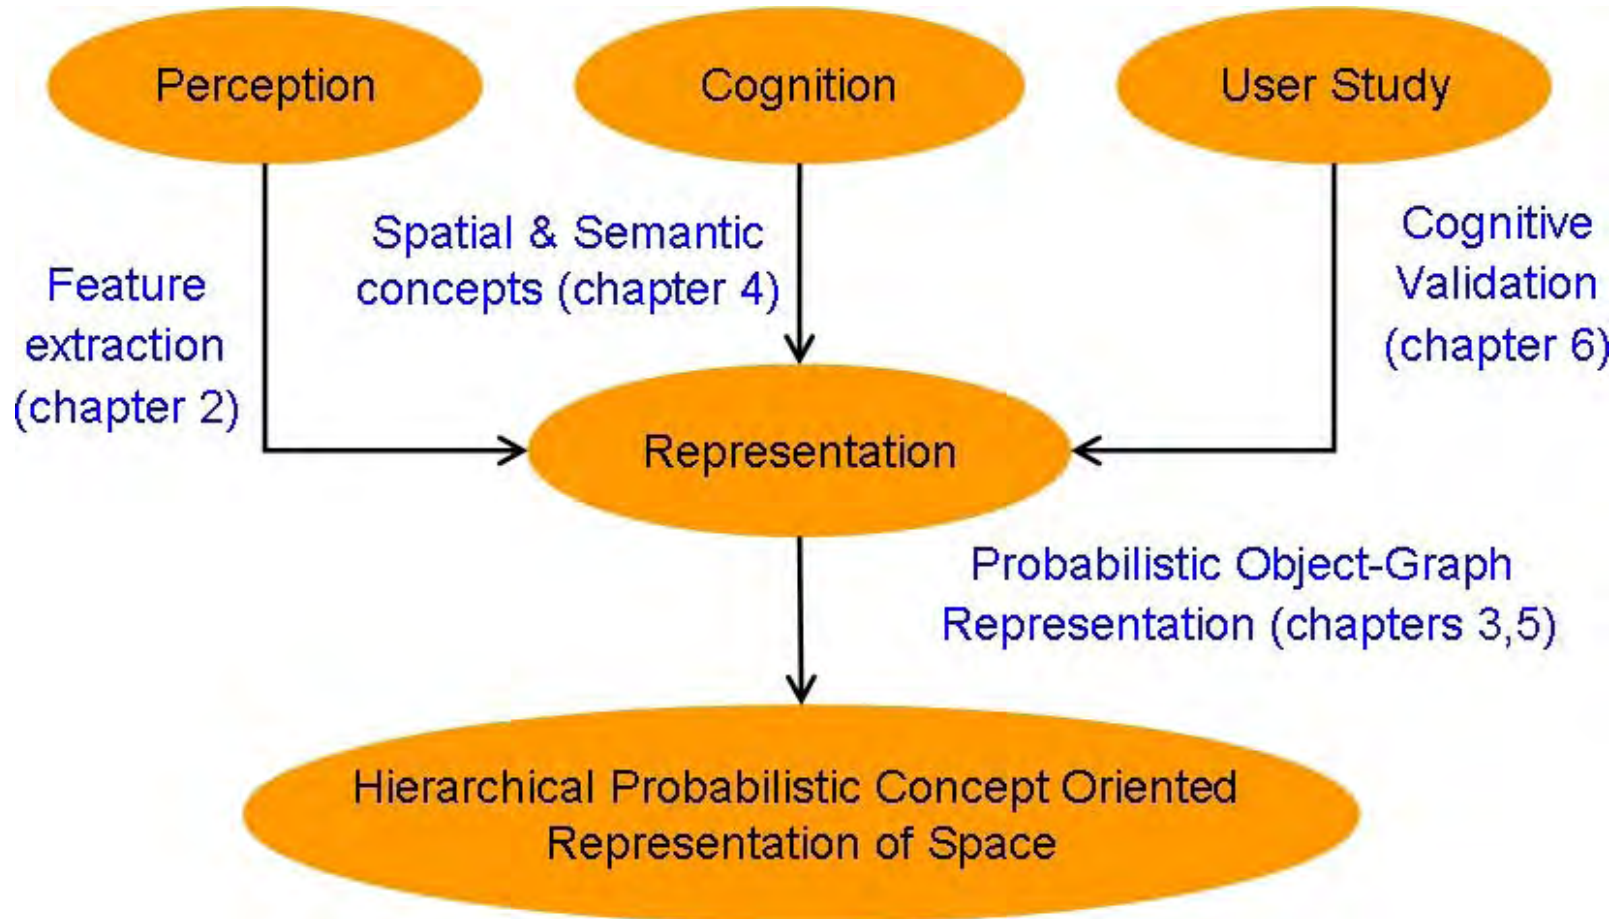 Perception
Cognition
User Study
Spatial & Semantic
concepts (chapter 4)
Feature
extraction
(chapter 2)
Cognitive
Validation
(chapter 6)
Representation
Probabilistic Object-Graph
Representation (chapters 3,5)
Hierarchical Probabilistic Concept Oriented
Representation of Space